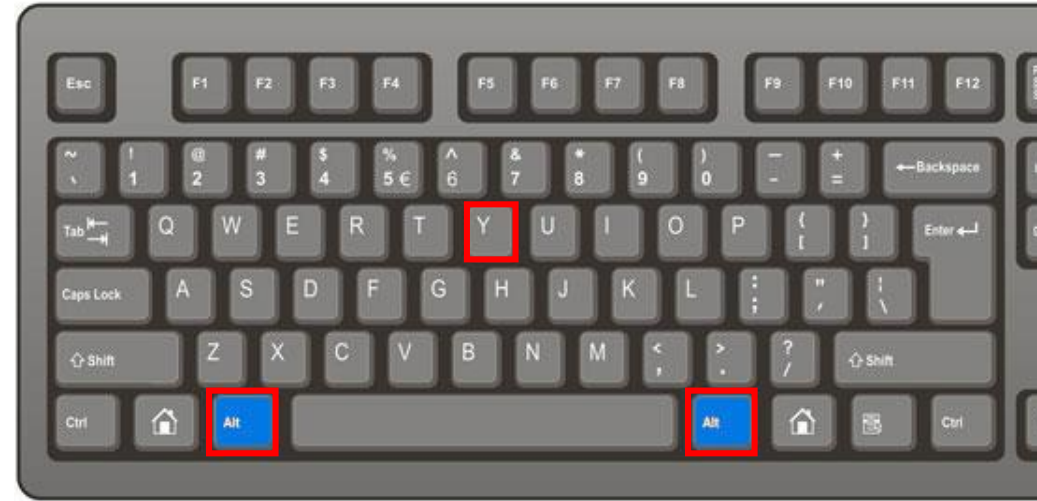 Esc F1 F2 F3 F4 F5 F6 F7 F8 F9 F10 F11 F12
~ ! @ # $ % ^ & * ( ) _ +
` 1 2 3 4 5 € 6 7 8 9 0 - = ←Backspace
Tab Q W E R T Y U I O P { } Enter
[ ]
Caps Lock A S D F G H J K L : " ¦
; , \
Shift Z X C V B N M < > ? Shift
, . /
Ctrl Alt Alt Ctrl